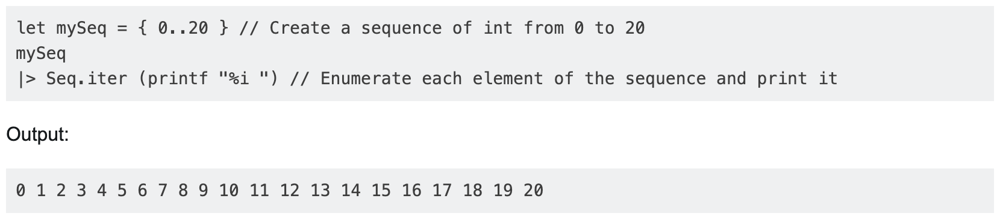 let mySeq = { 0..20 } // Create a sequence of int from 0 to 20
mySeq
|> Seq.iter (printf "%i ") // Enumerate each element of the sequence and print it
Output:
0 1 2 3 4 5 6 7 8 9 10 11 12 13 14 15 16 17 18 19 20